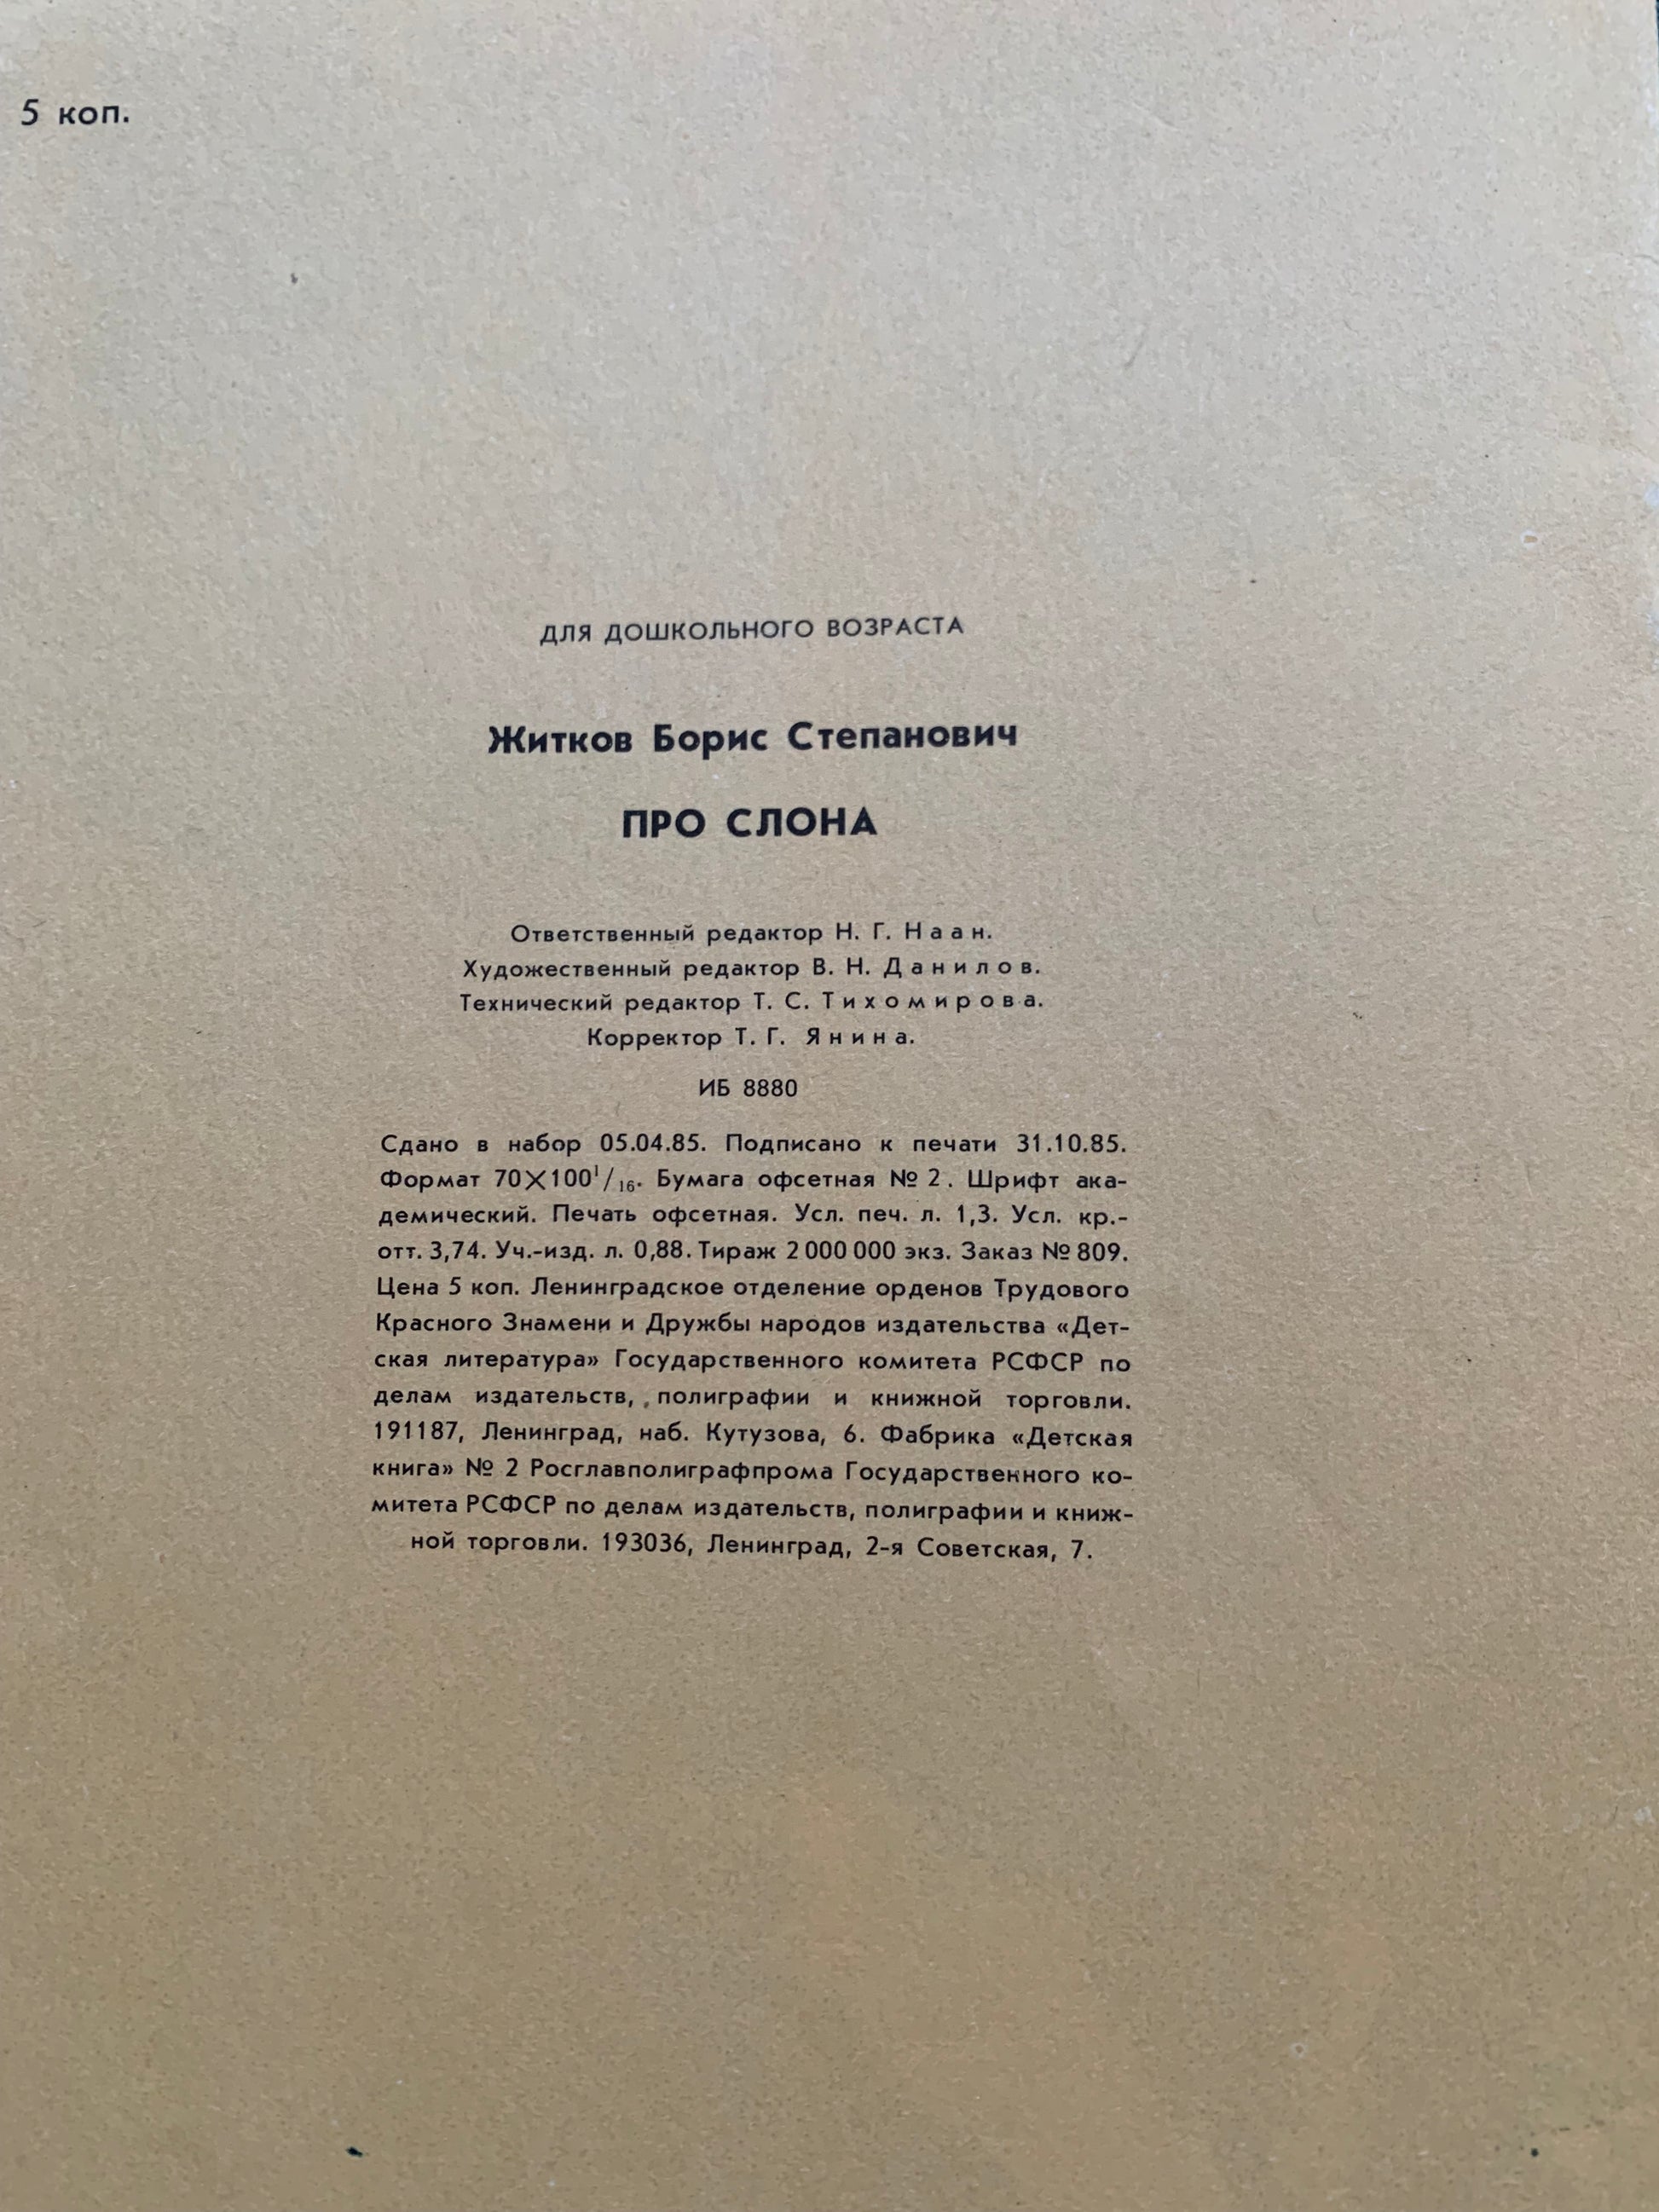 5 коп.
ДЛЯ ДОШКОЛЬНОГО ВОЗРАСТА
Житков Борис Степанович
ПРО СЛОНА
Ответственный редактор Н. Г. Наан.
Художественный редактор В. Н. Данилов.
Технический редактор Т. С. Тихомирова.
Корректор Т. Г. Янина.
ИБ 8880
Сдано в набор 05.04.85. Подписано к печати 31.10.85.
Формат 70×100¹/₁₆. Бумага офсетная № 2. Шрифт ака-
демический. Печать офсетная. Усл. печ. л. 1,3. Усл. кр.-
отт. 3,74. Уч.-изд. л. 0,88. Тираж 2 000 000 экз. Заказ № 809.
Цена 5 коп. Ленинградское отделение орденов Трудового
Красного Знамени и Дружбы народов издательства «Дет-
ская литература» Государственного комитета РСФСР по
делам издательств, полиграфии и книжной торговли.
191187, Ленинград, наб. Кутузова, 6. Фабрика «Детская
книга» № 2 Росглавполиграфпрома Государственного ко-
митета РСФСР по делам издательств, полиграфии и книж-
ной торговли. 193036, Ленинград, 2-я Советская, 7.